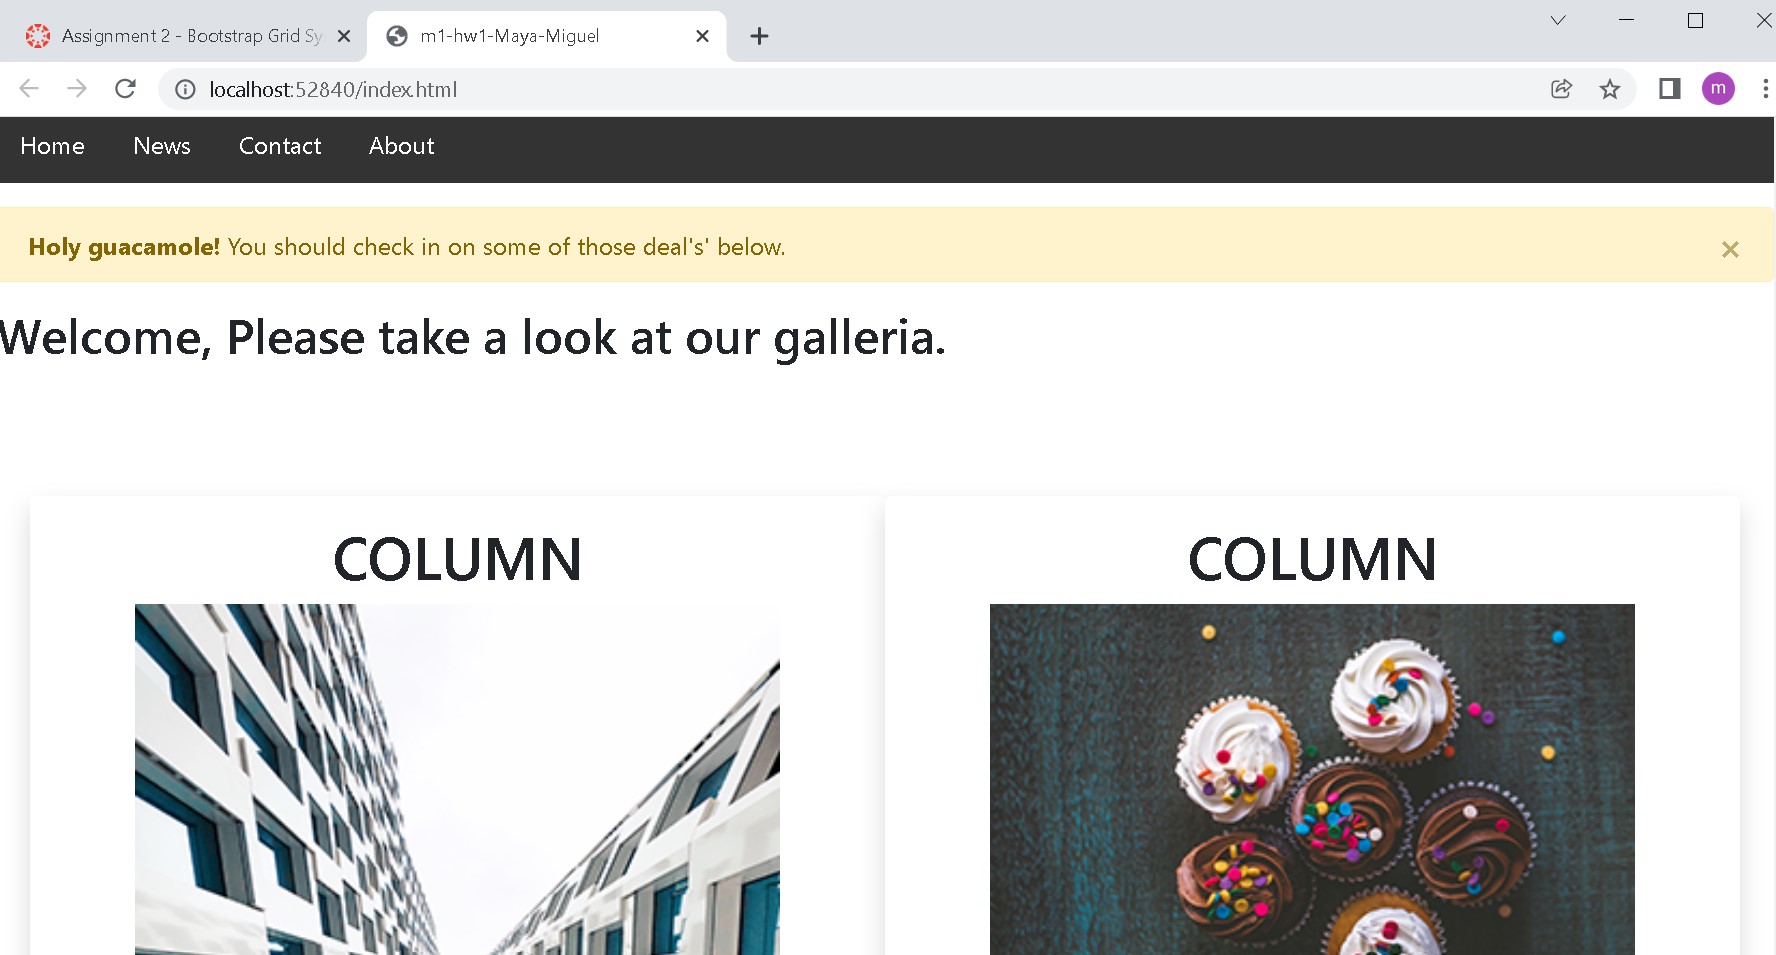 Assignment 2 - Bootstrap Grid Sy
m1-hw1-Maya-Miguel
localhost:52840/index.html
m
Home News Contact About
Holy guacamole! You should check in on some of those deal's' below.
×
Welcome, Please take a look at our galleria.
COLUMN COLUMN